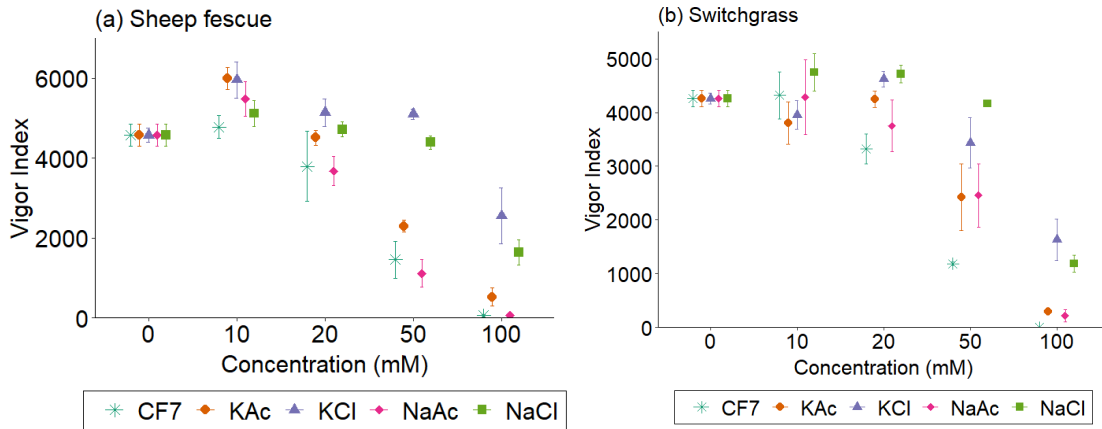 (a) Sheep fescue
Vigor Index
6000
4000
2000
0
0 10 20 50 100
Concentration (mM)
CF7 KAc KCl NaAc NaCl
(b) Switchgrass
Vigor Index
5000
4000
3000
2000
1000
0
0 10 20 50 100
Concentration (mM)
CF7 KAc KCl NaAc NaCl